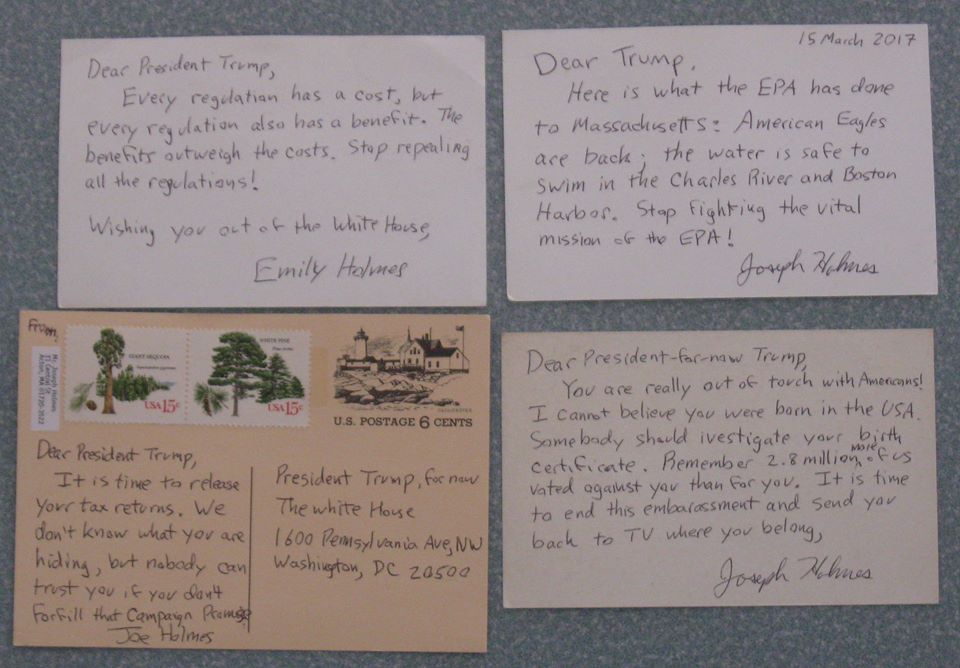 Dear President Trump,
Every regulation has a cost, but
every regulation also has a benefit. The
benefits outweigh the costs. Stop repealing
all the regulations!
Wishing you out of the White House,
Emily Holmes
15 March 2017
Dear Trump,
Here is what the EPA has done
to Massachusetts: American Eagles
are back; the water is safe to
swim in the Charles River and Boston
Harbor. Stop fighting the vital
mission of the EPA!
Joseph Holmes
From:
Mr. Joseph Holmes
Acton, MA 01720-3622
GIANT SEQUOIA
USA 15c
WHITE PINE
USA 15c
U.S. POSTAGE 6 CENTS
Dear President Trump,
It is time to release
your tax returns. We
don't know what you are
hiding, but nobody can
trust you if you don't
forfill that Campaign Promise
Joe Holmes
President Trump, for now
The White House
1600 Pennsylvania Ave, NW
Washington, DC 20500
Dear President-for-now Trump,
You are really out of touch with Americans!
I cannot believe you were born in the USA.
Somebody should ivestigate your birth
certificate. Remember 2.8 million more of us
voted against you than for you. It is time
to end this embarassment and send you
back to TV where you belong,
Joseph Holmes